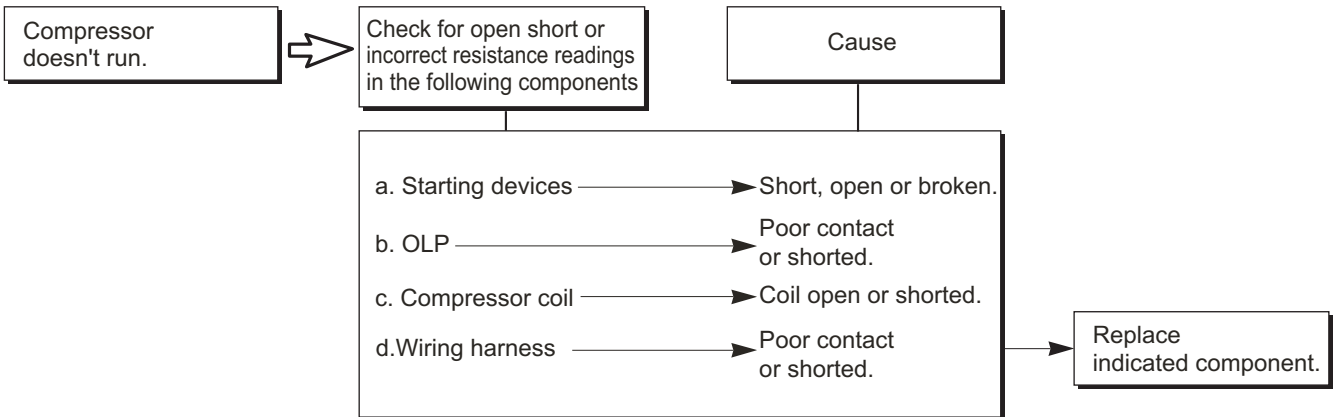 Compressor
doesn't run.
Check for open short or
incorrect resistance readings
in the following components
Cause
a. Starting devices
Short, open or broken.
b. OLP
Poor contact
or shorted.
c. Compressor coil
Coil open or shorted.
d.Wiring harness
Poor contact
or shorted.
Replace
indicated component.